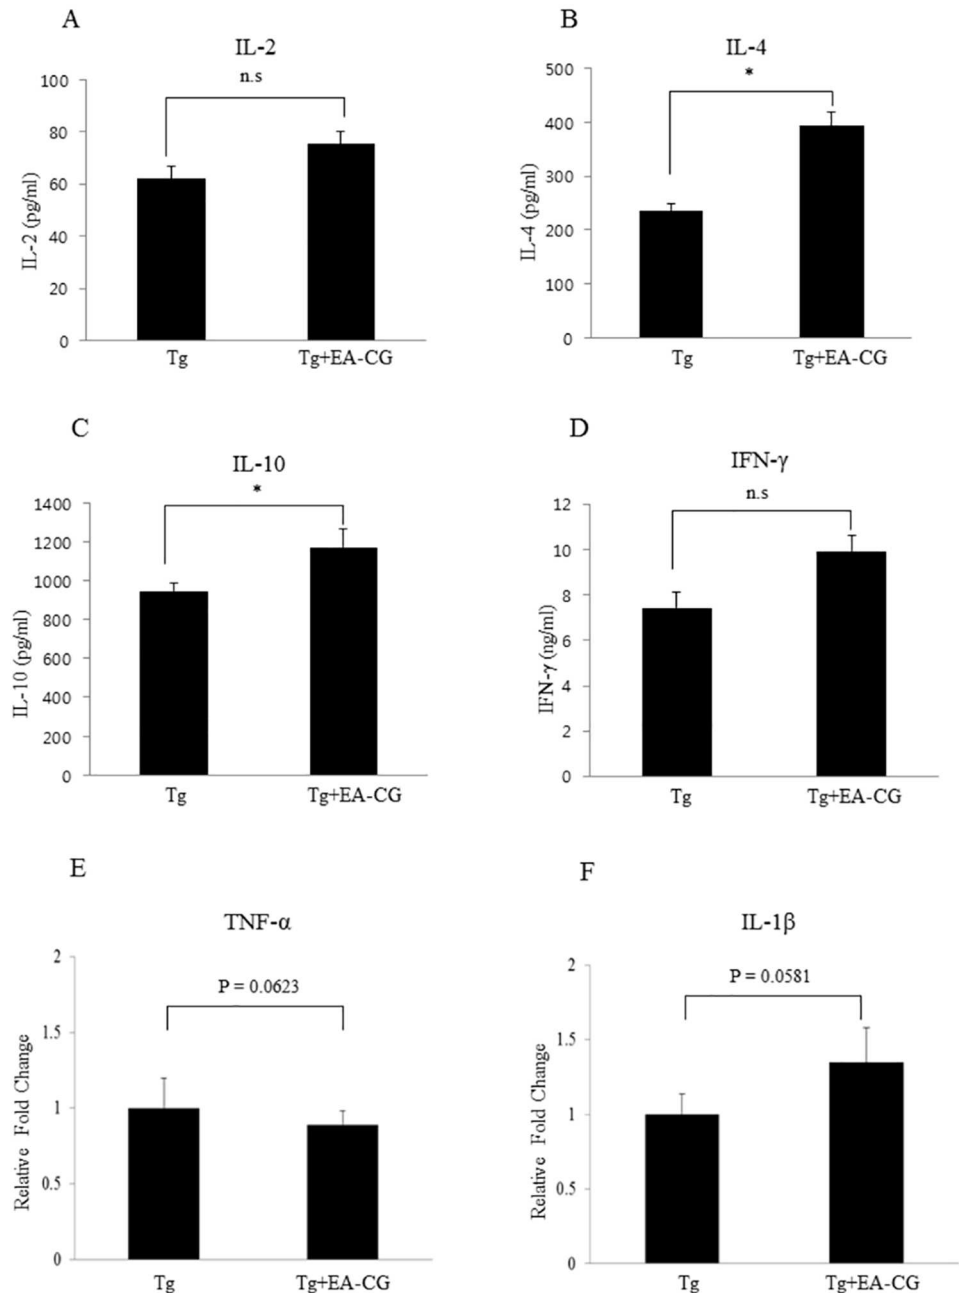 A
IL-2
n.s
100
80
60
40
20
0
IL-2 (pg/ml)
Tg
Tg+EA-CG
B
IL-4
*
500
400
300
200
100
0
IL-4 (pg/ml)
Tg
Tg+EA-CG
C
IL-10
*
1400
1200
1000
800
600
400
200
0
IL-10 (pg/ml)
Tg
Tg+EA-CG
D
IFN-γ
n.s
12
10
8
6
4
2
0
IFN-γ (ng/ml)
Tg
Tg+EA-CG
E
TNF-α
P = 0.0623
2
1.5
1
0.5
0
Relative Fold Change
Tg
Tg+EA-CG
F
IL-1β
P = 0.0581
2
1.5
1
0.5
0
Relative Fold Change
Tg
Tg+EA-CG